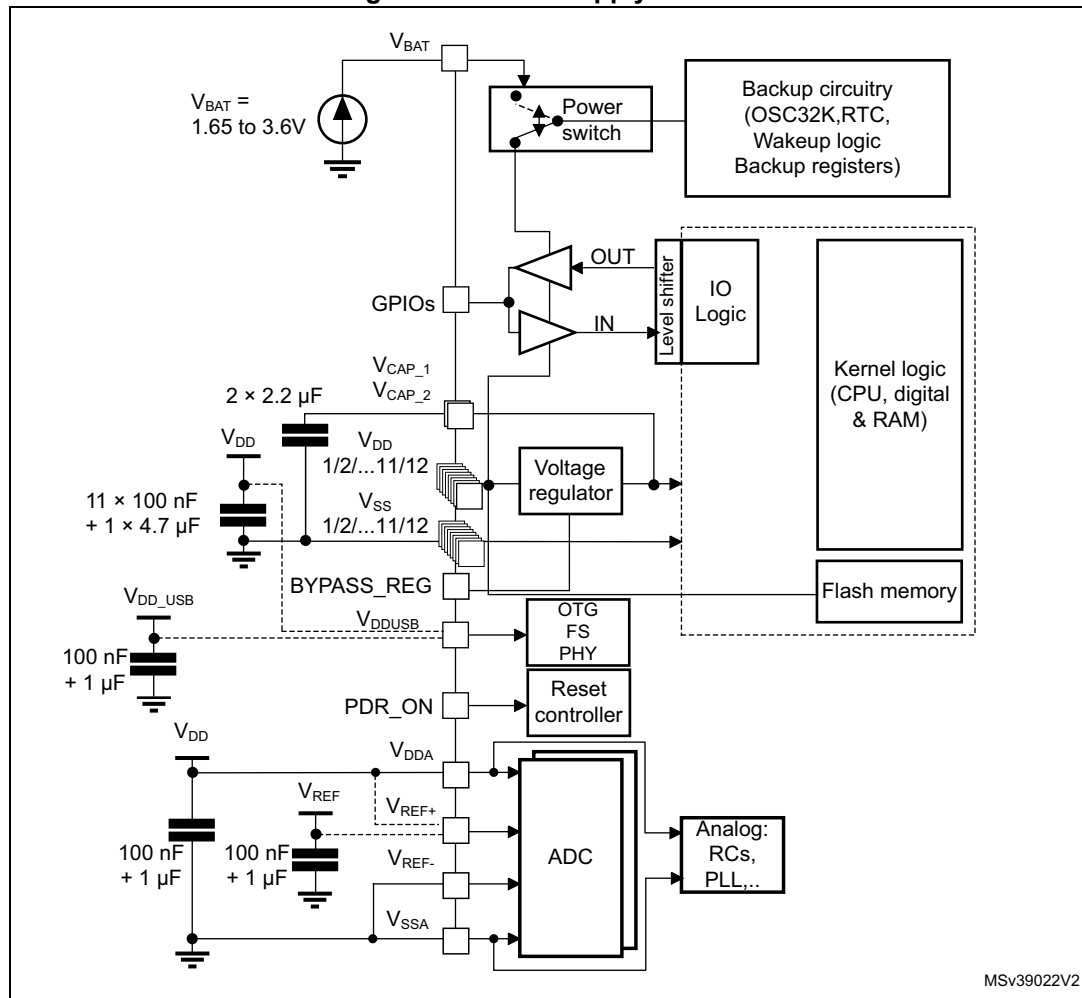 V_BAT
V_BAT =
1.65 to 3.6V
Power
switch
Backup circuitry
(OSC32K,RTC,
Wakeup logic
Backup registers)
OUT
GPIOs
IN
Level shifter
IO
Logic
Kernel logic
(CPU, digital
& RAM)
V_CAP_1
V_CAP_2
2 × 2.2 µF
V_DD
V_DD
1/2/...11/12
Voltage
regulator
11 × 100 nF
+ 1 × 4.7 µF
V_SS
1/2/...11/12
BYPASS_REG
Flash memory
V_DD_USB
V_DDUSB
OTG
FS
PHY
100 nF
+ 1 µF
PDR_ON
Reset
controller
V_DD
V_DDA
V_REF
V_REF+
ADC
Analog:
RCs,
PLL,..
100 nF
+ 1 µF
100 nF
+ 1 µF
V_REF-
V_SSA
MSv39022V2